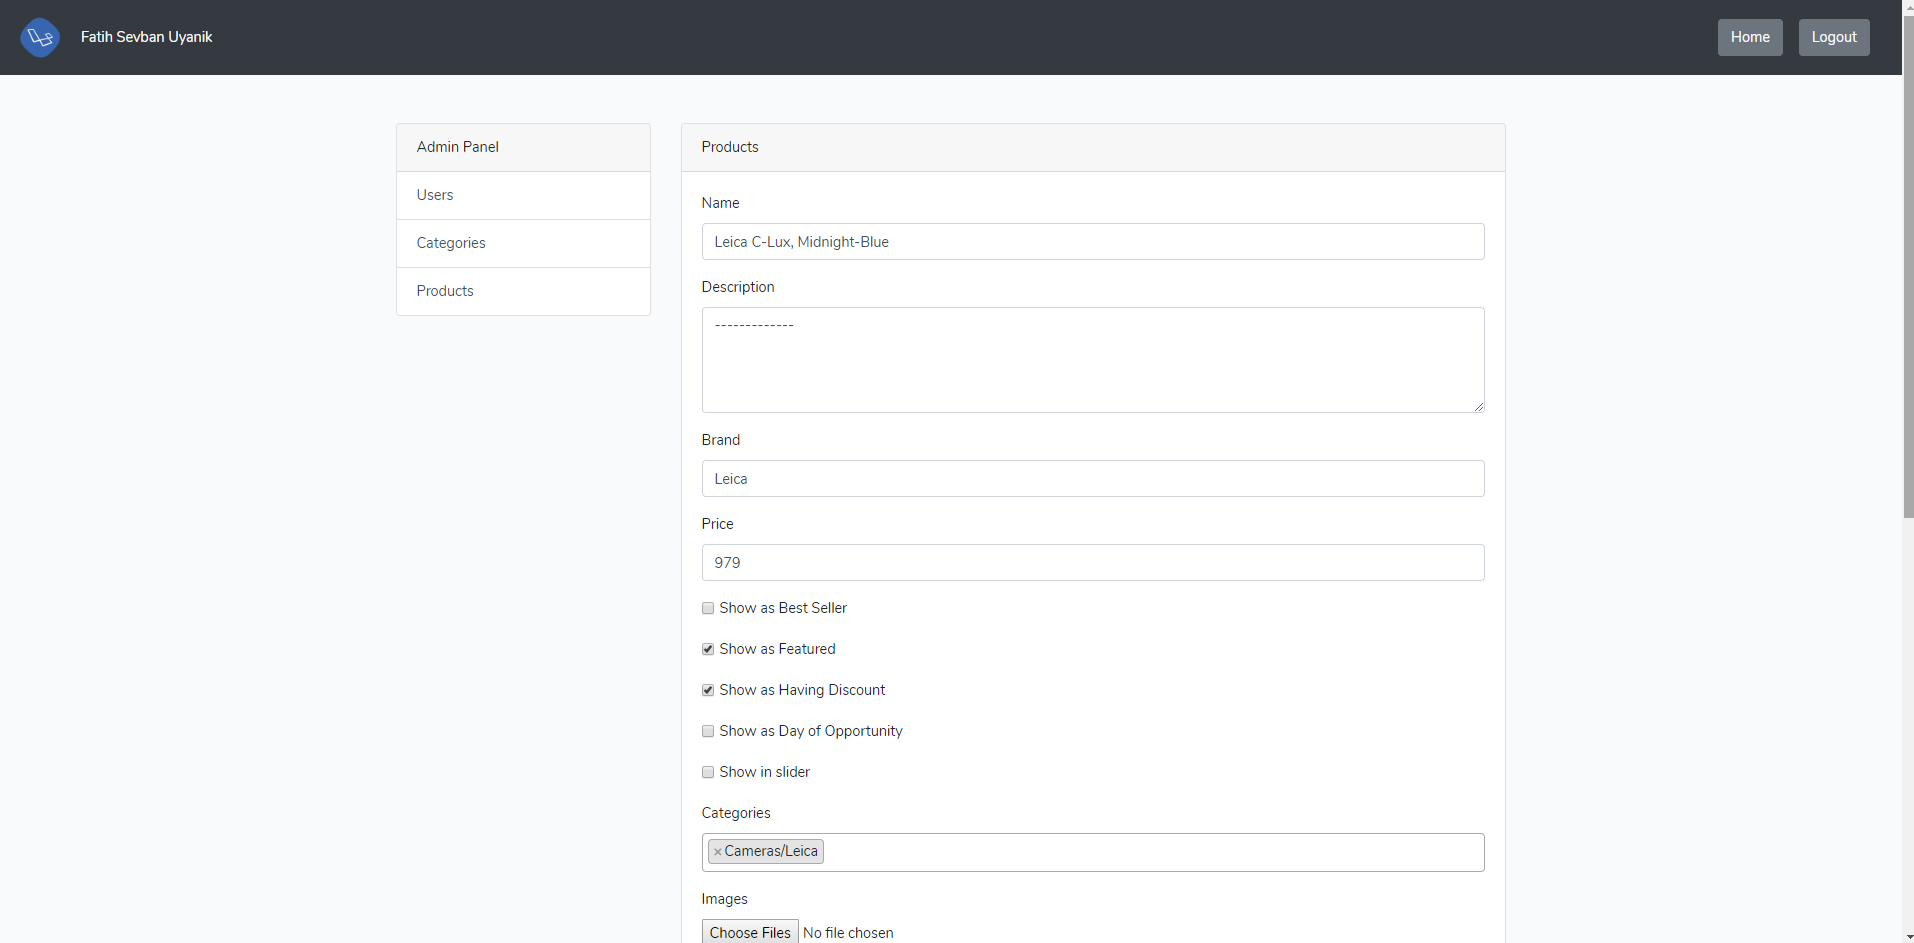 Fatih Sevban Uyanik
Home
Logout
Admin Panel
Users
Categories
Products
Products
Name
Leica C-Lux, Midnight-Blue
Description
-------------
Brand
Leica
Price
979
Show as Best Seller
Show as Featured
Show as Having Discount
Show as Day of Opportunity
Show in slider
Categories
×Cameras/Leica
Images
Choose Files No file chosen